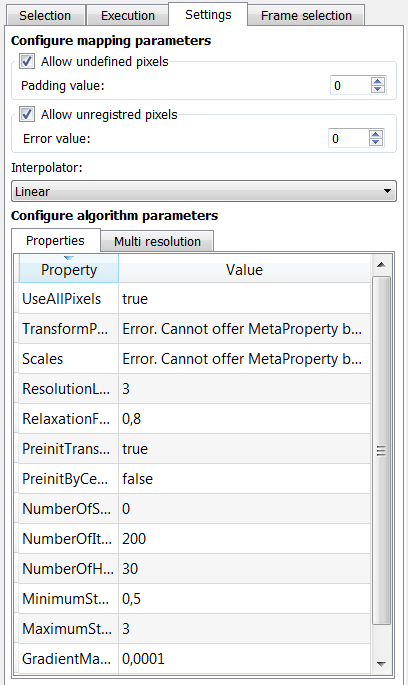 Selection Execution Settings Frame selection
Configure mapping parameters
Allow undefined pixels
Padding value: 0
Allow unregistred pixels
Error value: 0
Interpolator:
Linear
Configure algorithm parameters
Properties Multi resolution
Property Value
UseAllPixels true
TransformP... Error. Cannot offer MetaProperty b...
Scales Error. Cannot offer MetaProperty b...
ResolutionL... 3
RelaxationF... 0,8
PreinitTrans... true
PreinitByCe... false
NumberOfS... 0
NumberOfIt... 200
NumberOfH... 30
MinimumSt... 0,5
MaximumSt... 3
GradientMa... 0,0001